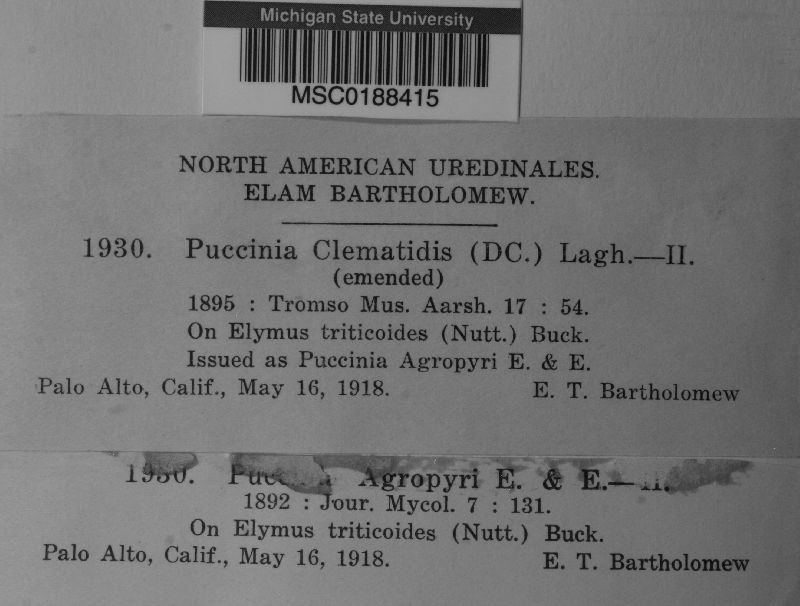 Michigan State University
MSC0188415
NORTH AMERICAN UREDINALES.
ELAM BARTHOLOMEW.
1930. Puccinia Clematidis (DC.) Lagh.—II.
(emended)
1895 : Tromso Mus. Aarsh. 17 : 54.
On Elymus triticoides (Nutt.) Buck.
Issued as Puccinia Agropyri E. & E.
Palo Alto, Calif., May 16, 1918. E. T. Bartholomew
1930. Agropyri E. & E.—II.
1892 : Jour. Mycol. 7 : 131.
On Elymus triticoides (Nutt.) Buck.
Palo Alto, Calif., May 16, 1918. E. T. Bartholomew